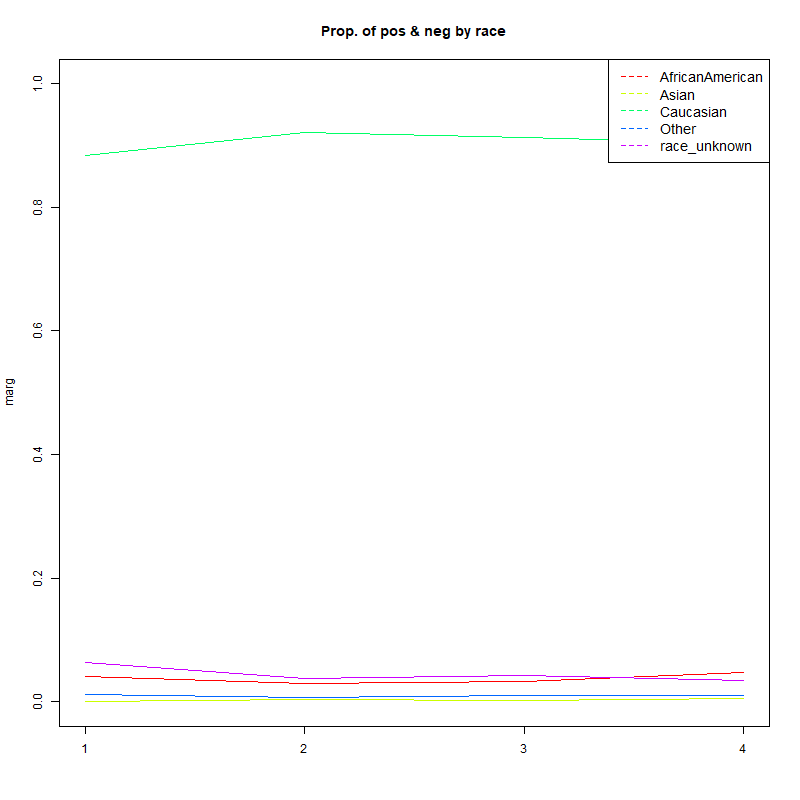 Prop. of pos & neg by race
AfricanAmerican
Asian
Caucasian
Other
race_unknown
marg
1.0
0.8
0.6
0.4
0.2
0.0
1 2 3 4